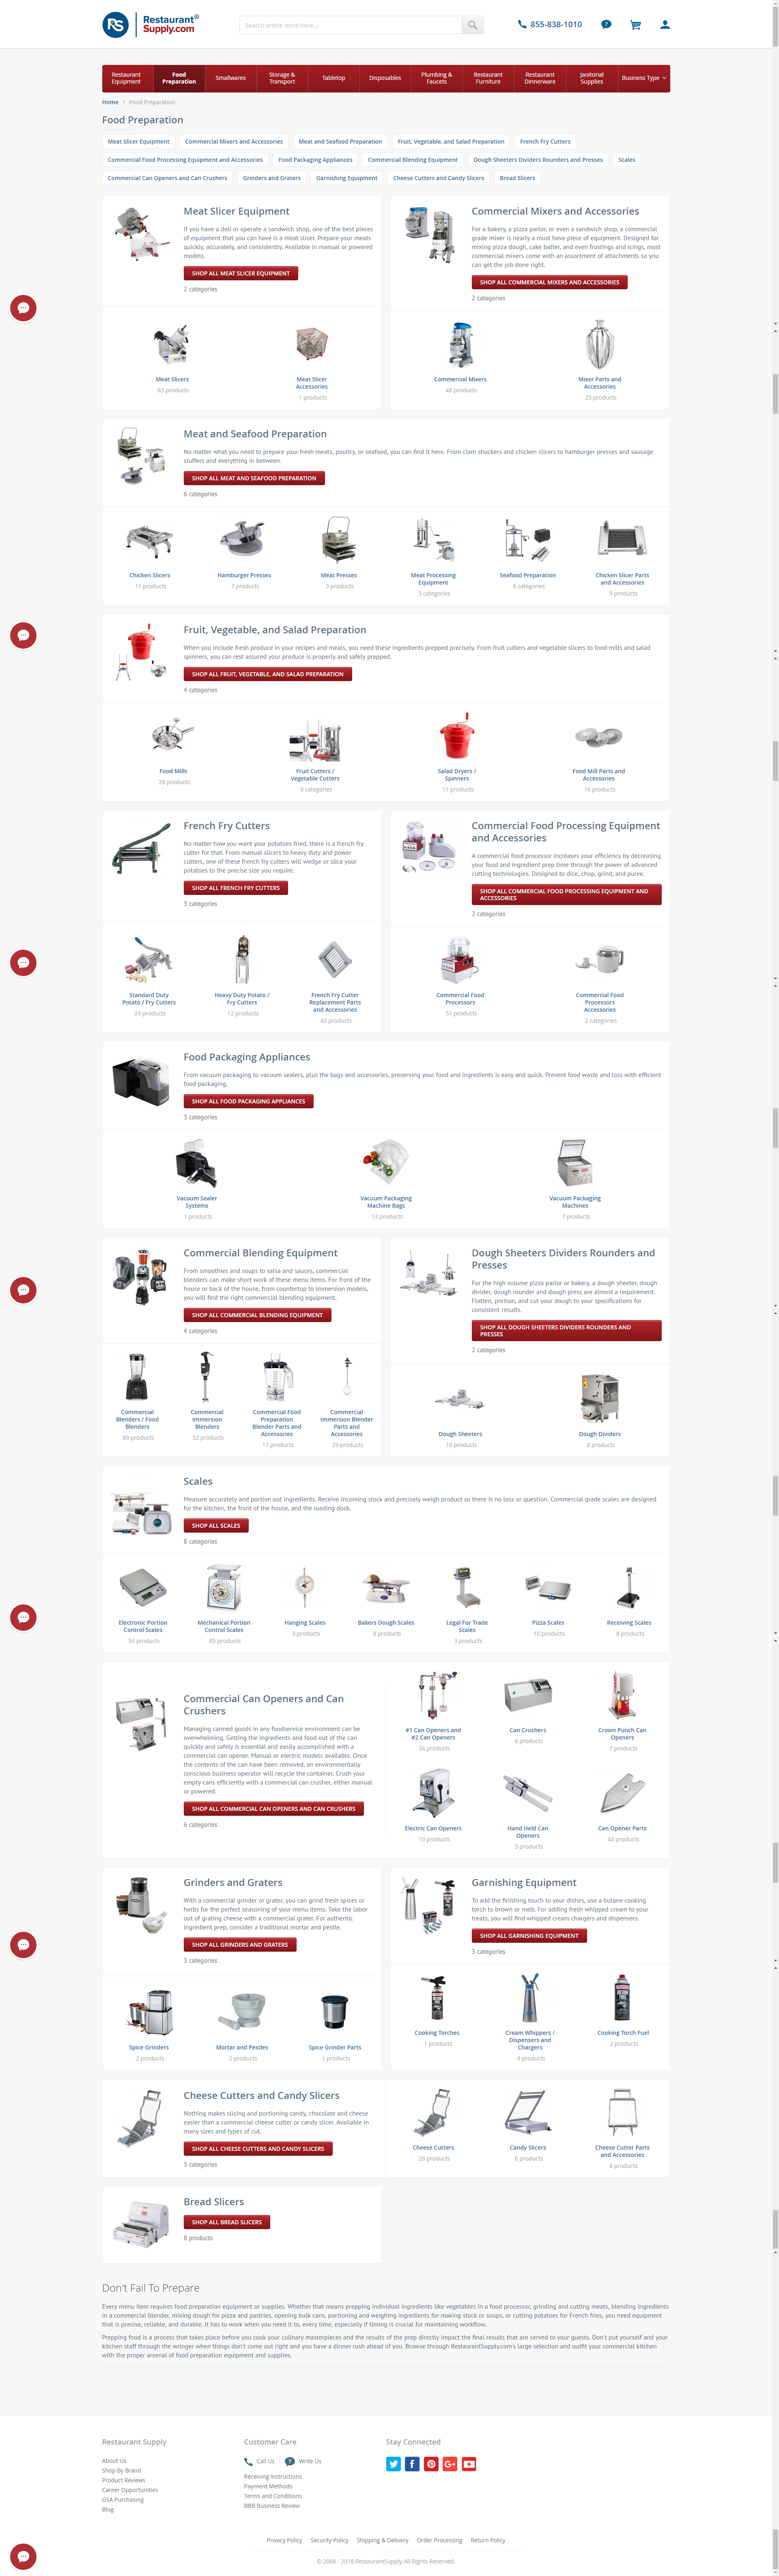 RS Restaurant Supply.com
Search entire store here...
855-838-1010
Restaurant Equipment
Food Preparation
Smallwares
Storage & Transport
Tabletop
Disposables
Plumbing & Faucets
Restaurant Furniture
Restaurant Dinnerware
Janitorial Supplies
Business Type
Home > Food Preparation
Food Preparation
Meat Slicer Equipment
Commercial Mixers and Accessories
Meat and Seafood Preparation
Fruit, Vegetable, and Salad Preparation
French Fry Cutters
Commercial Food Processing Equipment and Accessories
Food Packaging Appliances
Commercial Blending Equipment
Dough Sheeters Dividers Rounders and Presses
Scales
Commercial Can Openers and Can Crushers
Grinders and Graters
Garnishing Equipment
Cheese Cutters and Candy Slicers
Bread Slicers
Meat Slicer Equipment
If you have a deli or operate a sandwich shop, one of the best pieces
of equipment that you can have is a meat slicer. Prepare your meats
quickly, accurately, and consistently. Available in manual or powered
models.
SHOP ALL MEAT SLICER EQUIPMENT
2 categories
Meat Slicers
63 products
Meat Slicer
Accessories
1 products
Commercial Mixers and Accessories
For a bakery, a pizza parlor, or even a sandwich shop, a commercial
grade mixer is nearly a must have piece of equipment. Designed for
mixing pizza dough, cake batter, and even frostings and icings, most
commercial mixers come with an assortment of attachments so you
can get the job done right.
SHOP ALL COMMERCIAL MIXERS AND ACCESSORIES
2 categories
Commercial Mixers
48 products
Mixer Parts and
Accessories
25 products
Meat and Seafood Preparation
No matter what you need to prepare your fresh meats, poultry, or seafood, you can find it here. From clam shuckers and chicken slicers to hamburger presses and sausage
stuffers and everything in between.
SHOP ALL MEAT AND SEAFOOD PREPARATION
6 categories
Chicken Slicers
11 products
Hamburger Presses
7 products
Meat Presses
3 products
Meat Processing
Equipment
3 categories
Seafood Preparation
6 categories
Chicken Slicer Parts
and Accessories
9 products
Fruit, Vegetable, and Salad Preparation
When you include fresh produce in your recipes and meals, you need these ingredients prepped precisely. From fruit cutters and vegetable slicers to food mills and salad
spinners, you can rest assured your produce is properly and safely prepped.
SHOP ALL FRUIT, VEGETABLE, AND SALAD PREPARATION
4 categories
Food Mills
28 products
Fruit Cutters /
Vegetable Cutters
9 categories
Salad Dryers /
Spinners
11 products
Food Mill Parts and
Accessories
16 products
French Fry Cutters
No matter how you want your potatoes fried, there is a french fry
cutter for that. From manual slicers to heavy duty and power
cutters, one of these french fry cutters will wedge or slice your
potatoes to the precise size you require.
SHOP ALL FRENCH FRY CUTTERS
3 categories
Standard Duty
Potato / Fry Cutters
24 products
Heavy Duty Potato /
Fry Cutters
12 products
French Fry Cutter
Replacement Parts
and Accessories
42 products
Commercial Food Processing Equipment
and Accessories
A commercial food processor increases your efficiency by decreasing
your food and ingredient prep time through the power of advanced
cutting technologies. Designed to dice, chop, grind, and puree.
SHOP ALL COMMERCIAL FOOD PROCESSING EQUIPMENT AND
ACCESSORIES
2 categories
Commercial Food
Processors
51 products
Commercial Food
Processors
Accessories
2 categories
Food Packaging Appliances
From vacuum packaging to vacuum sealers, plus the bags and accessories, preserving your food and ingredients is easy and quick. Prevent food waste and loss with efficient
food packaging.
SHOP ALL FOOD PACKAGING APPLIANCES
3 categories
Vacuum Sealer
Systems
1 products
Vacuum Packaging
Machine Bags
13 products
Vacuum Packaging
Machines
7 products
Commercial Blending Equipment
From smoothies and soups to salsa and sauces, commercial
blenders can make short work of these menu items. For front of the
house or back of the house, from countertop to immersion models,
you will find the right commercial blending equipment.
SHOP ALL COMMERCIAL BLENDING EQUIPMENT
4 categories
Commercial
Blenders / Food
Blenders
89 products
Commercial
Immersion
Blenders
52 products
Commercial Food
Preparation
Blender Parts and
Accessories
17 products
Commercial
Immersion Blender
Parts and
Accessories
29 products
Dough Sheeters Dividers Rounders and
Presses
For the high volume pizza parlor or bakery, a dough sheeter, dough
divider, dough rounder and dough press are almost a requirement.
Flatten, portion, and cut your dough to your specifications for
consistent results.
SHOP ALL DOUGH SHEETERS DIVIDERS ROUNDERS AND
PRESSES
2 categories
Dough Sheeters
10 products
Dough Dividers
8 products
Scales
Measure accurately and portion out ingredients. Receive incoming stock and precisely weigh product so there is no loss or question. Commercial grade scales are designed
for the kitchen, the front of the house, and the loading dock.
SHOP ALL SCALES
8 categories
Electronic Portion
Control Scales
54 products
Mechanical Portion
Control Scales
85 products
Hanging Scales
3 products
Bakers Dough Scales
8 products
Legal For Trade
Scales
3 products
Pizza Scales
10 products
Receiving Scales
8 products
Commercial Can Openers and Can
Crushers
Managing canned goods in any foodservice environment can be
overwhelming. Getting the ingredients and food out of the can
quickly and safely is essential and easily accomplished with a
commercial can opener. Manual or electric models available. Once
the contents of the can have been removed, an environmentally
conscious business operator will recycle the container. Crush your
empty cans efficiently with a commercial can crusher, either manual
or powered.
SHOP ALL COMMERCIAL CAN OPENERS AND CAN CRUSHERS
6 categories
#1 Can Openers and
#2 Can Openers
34 products
Can Crushers
6 products
Crown Punch Can
Openers
7 products
Electric Can Openers
10 products
Hand Held Can
Openers
3 products
Can Opener Parts
44 products
Grinders and Graters
With a commercial grinder or grater, you can grind fresh spices or
herbs for the perfect seasoning of your menu items. Take the labor
out of grating cheese with a commercial grater. For authentic
ingredient prep, consider a traditional mortar and pestle.
SHOP ALL GRINDERS AND GRATERS
3 categories
Spice Grinders
2 products
Mortar and Pestles
2 products
Spice Grinder Parts
1 products
Garnishing Equipment
To add the finishing touch to your dishes, use a butane cooking
torch to brown or melt. For adding fresh whipped cream to your
treats, you will find whipped cream chargers and dispensers.
SHOP ALL GARNISHING EQUIPMENT
3 categories
Cooking Torches
1 products
Cream Whippers /
Dispensers and
Chargers
4 products
Cooking Torch Fuel
2 products
Cheese Cutters and Candy Slicers
Nothing makes slicing and portioning candy, chocolate and cheese
easier than a commercial cheese cutter or candy slicer. Available in
many sizes and types of cut.
SHOP ALL CHEESE CUTTERS AND CANDY SLICERS
3 categories
Cheese Cutters
26 products
Candy Slicers
6 products
Cheese Cutter Parts
and Accessories
4 products
Bread Slicers
SHOP ALL BREAD SLICERS
8 products
Don't Fail To Prepare
Every menu item requires food preparation equipment or supplies. Whether that means prepping individual ingredients like vegetables in a food processor, grinding and cutting meats, blending ingredients
in a commercial blender, mixing dough for pizza and pastries, opening bulk cans, portioning and weighing ingredients for making stock or soups, or cutting potatoes for French fries, you need equipment
that is precise, reliable, and durable. It has to work when you need it to, every time, especially if timing is crucial for maintaining workflow.
Prepping food is a process that takes place before you cook your culinary masterpieces and the results of the prep directly impact the final results that are served to your guests. Don't put yourself and your
kitchen staff through the wringer when things don't come out right and you have a dinner rush ahead of you. Browse through RestaurantSupply.com's large selection and outfit your commercial kitchen
with the proper arsenal of food preparation equipment and supplies.
Restaurant Supply
About Us
Shop By Brand
Product Reviews
Career Opportunities
GSA Purchasing
Blog
Customer Care
Call Us
Write Us
Receiving Instructions
Payment Methods
Terms and Conditions
BBB Business Review
Stay Connected
Privacy Policy
Security Policy
Shipping & Delivery
Order Processing
Return Policy
© 2006 - 2016 RestaurantSupply All Rights Reserved.